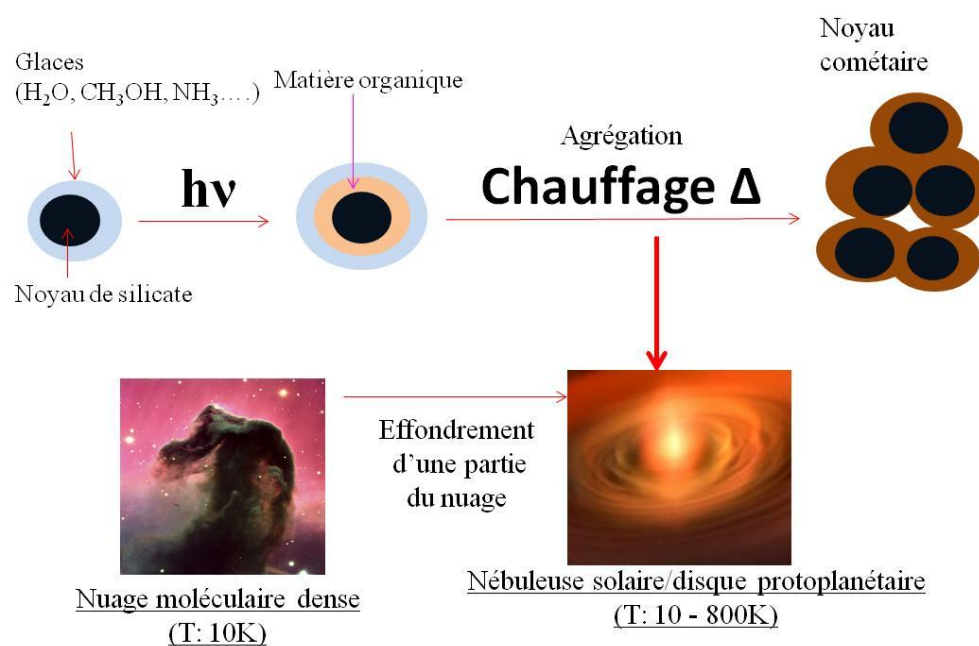 Glaces
(H₂O, CH₃OH, NH₃….)
Matière organique
Noyau
cométaire
Agrégation
hν
Chauffage Δ
Noyau de silicate
Effondrement
d’une partie
du nuage
Nuage moléculaire dense
(T: 10K)
Nébuleuse solaire/disque protoplanétaire
(T: 10 - 800K)